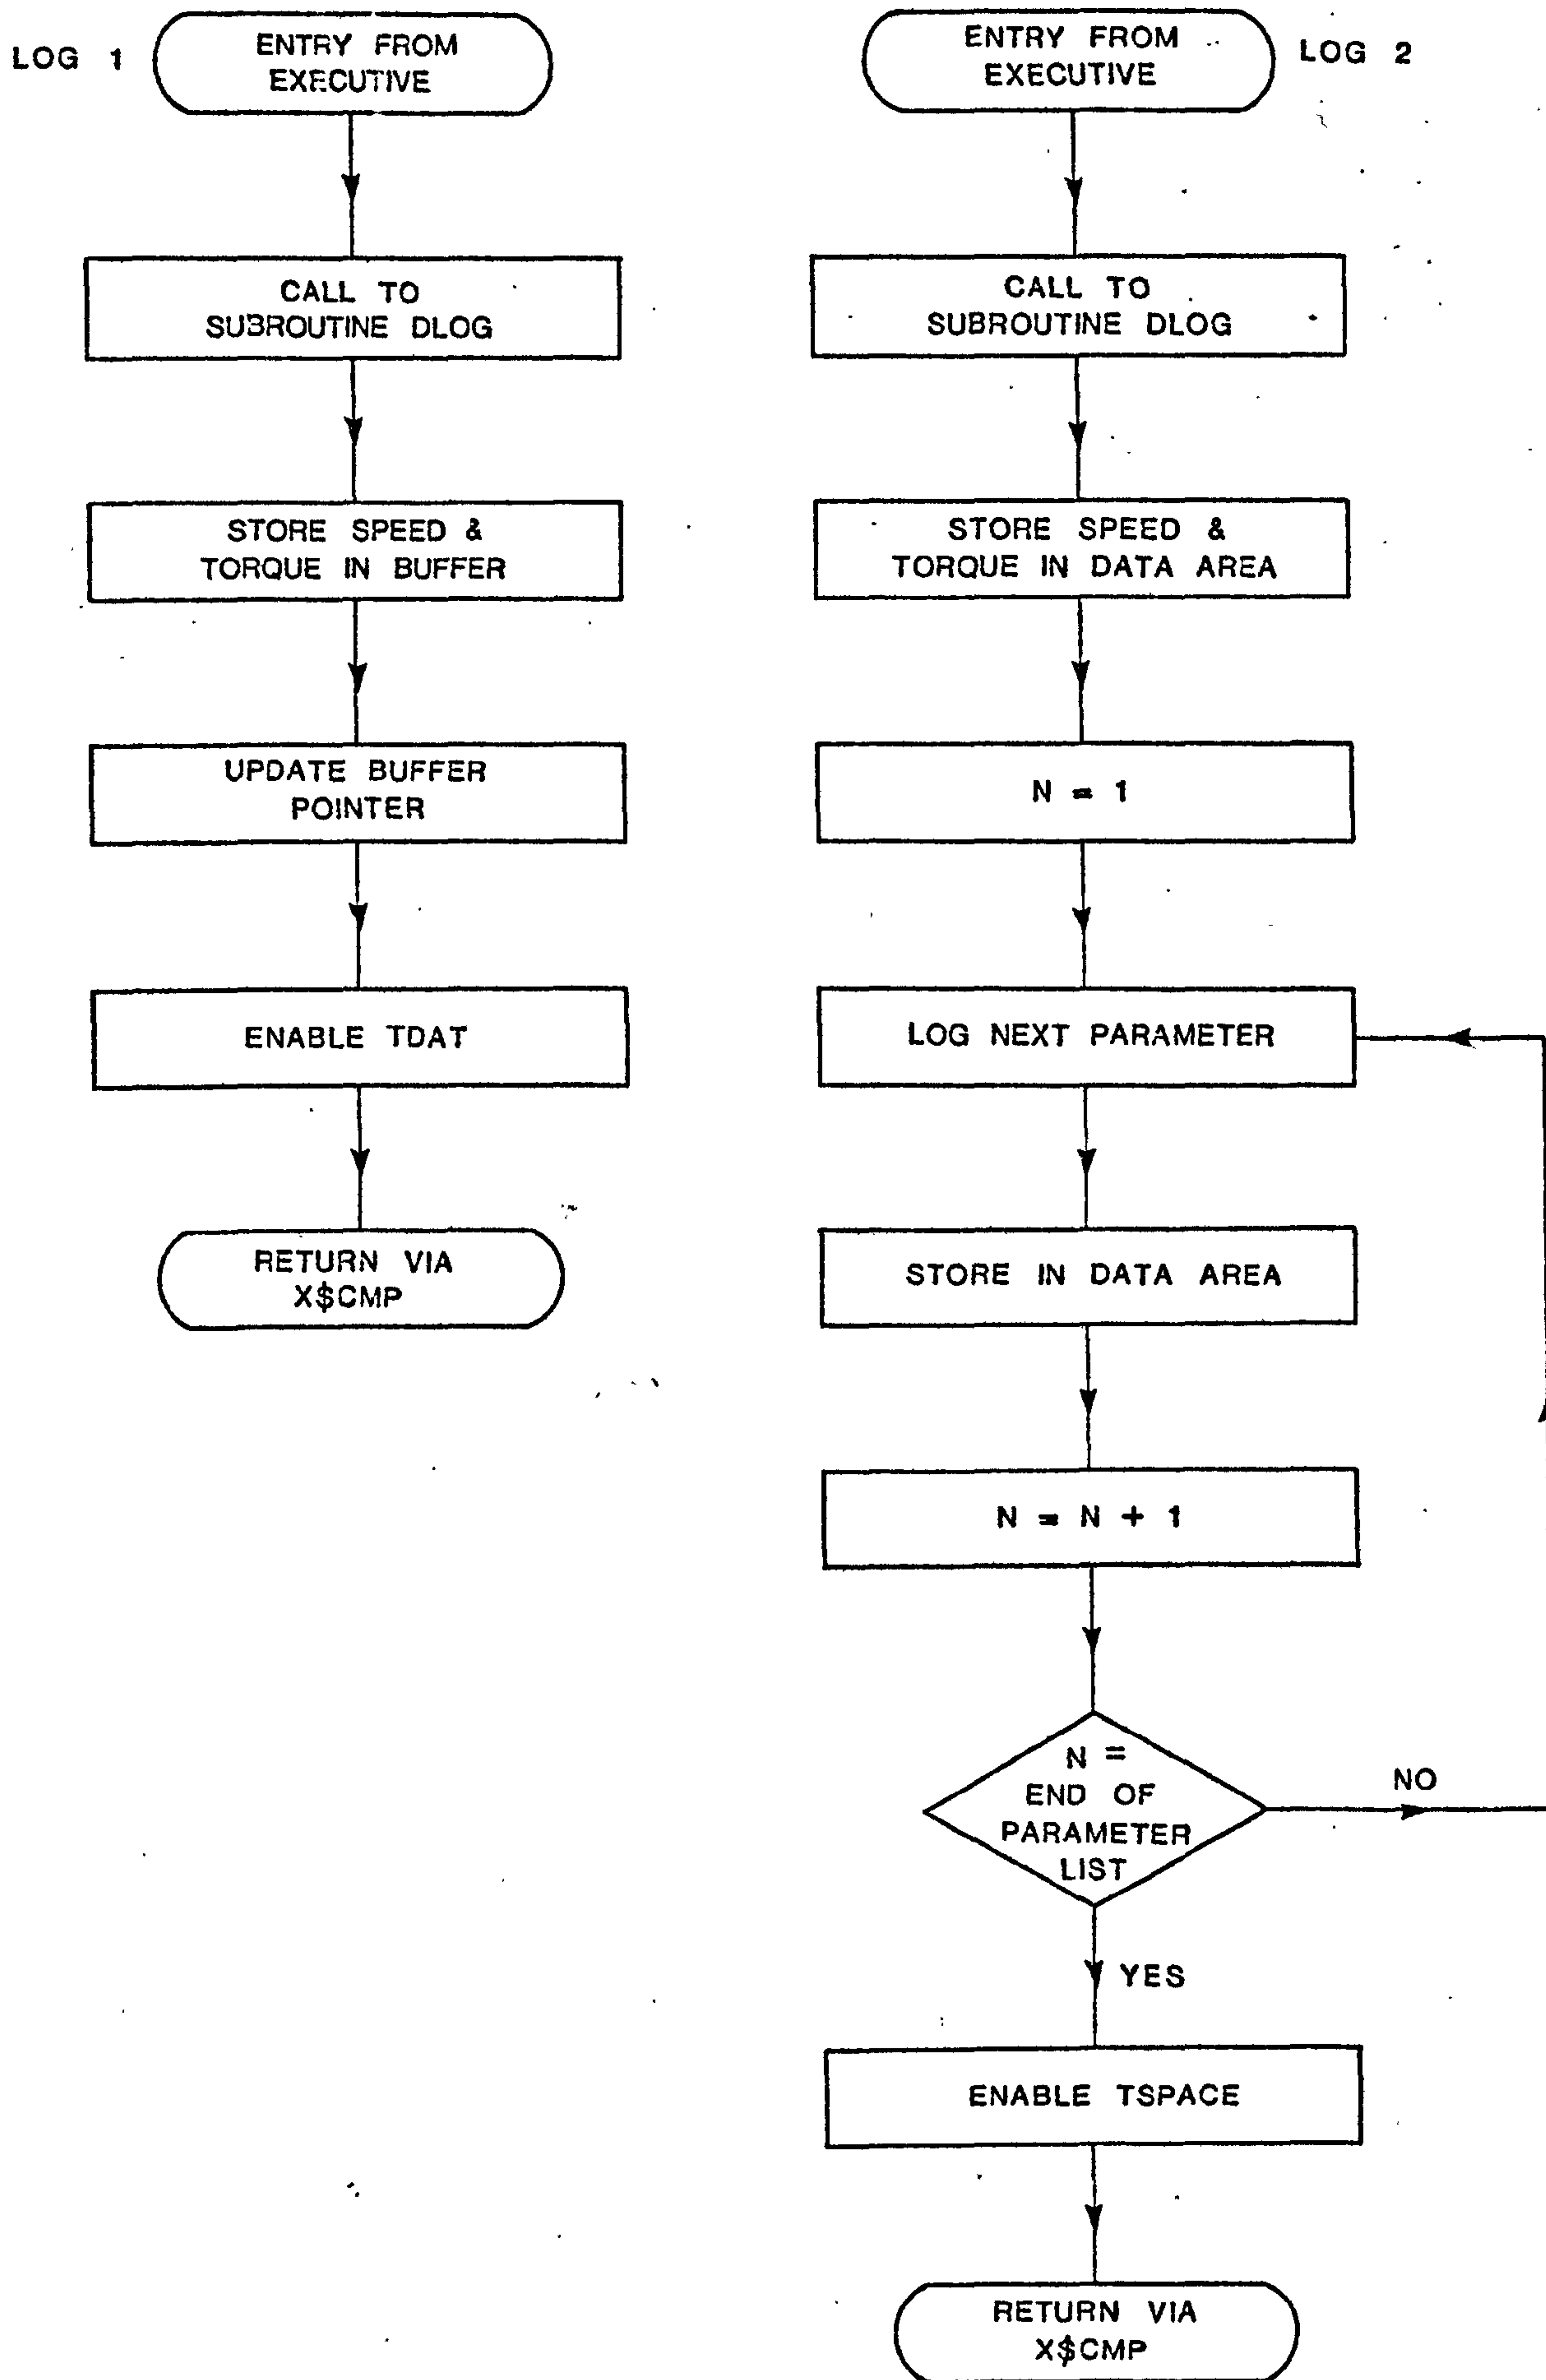 LOG 1
ENTRY FROM
EXECUTIVE
CALL TO
SUBROUTINE DLOG
STORE SPEED &
TORQUE IN BUFFER
UPDATE BUFFER
POINTER
ENABLE TDAT
RETURN VIA
X$CMP
LOG 2
ENTRY FROM
EXECUTIVE
CALL TO
SUBROUTINE DLOG
STORE SPEED &
TORQUE IN DATA AREA
N = 1
LOG NEXT PARAMETER
STORE IN DATA AREA
N = N + 1
N =
END OF
PARAMETER
LIST
NO
YES
ENABLE TSPACE
RETURN VIA
X$CMP